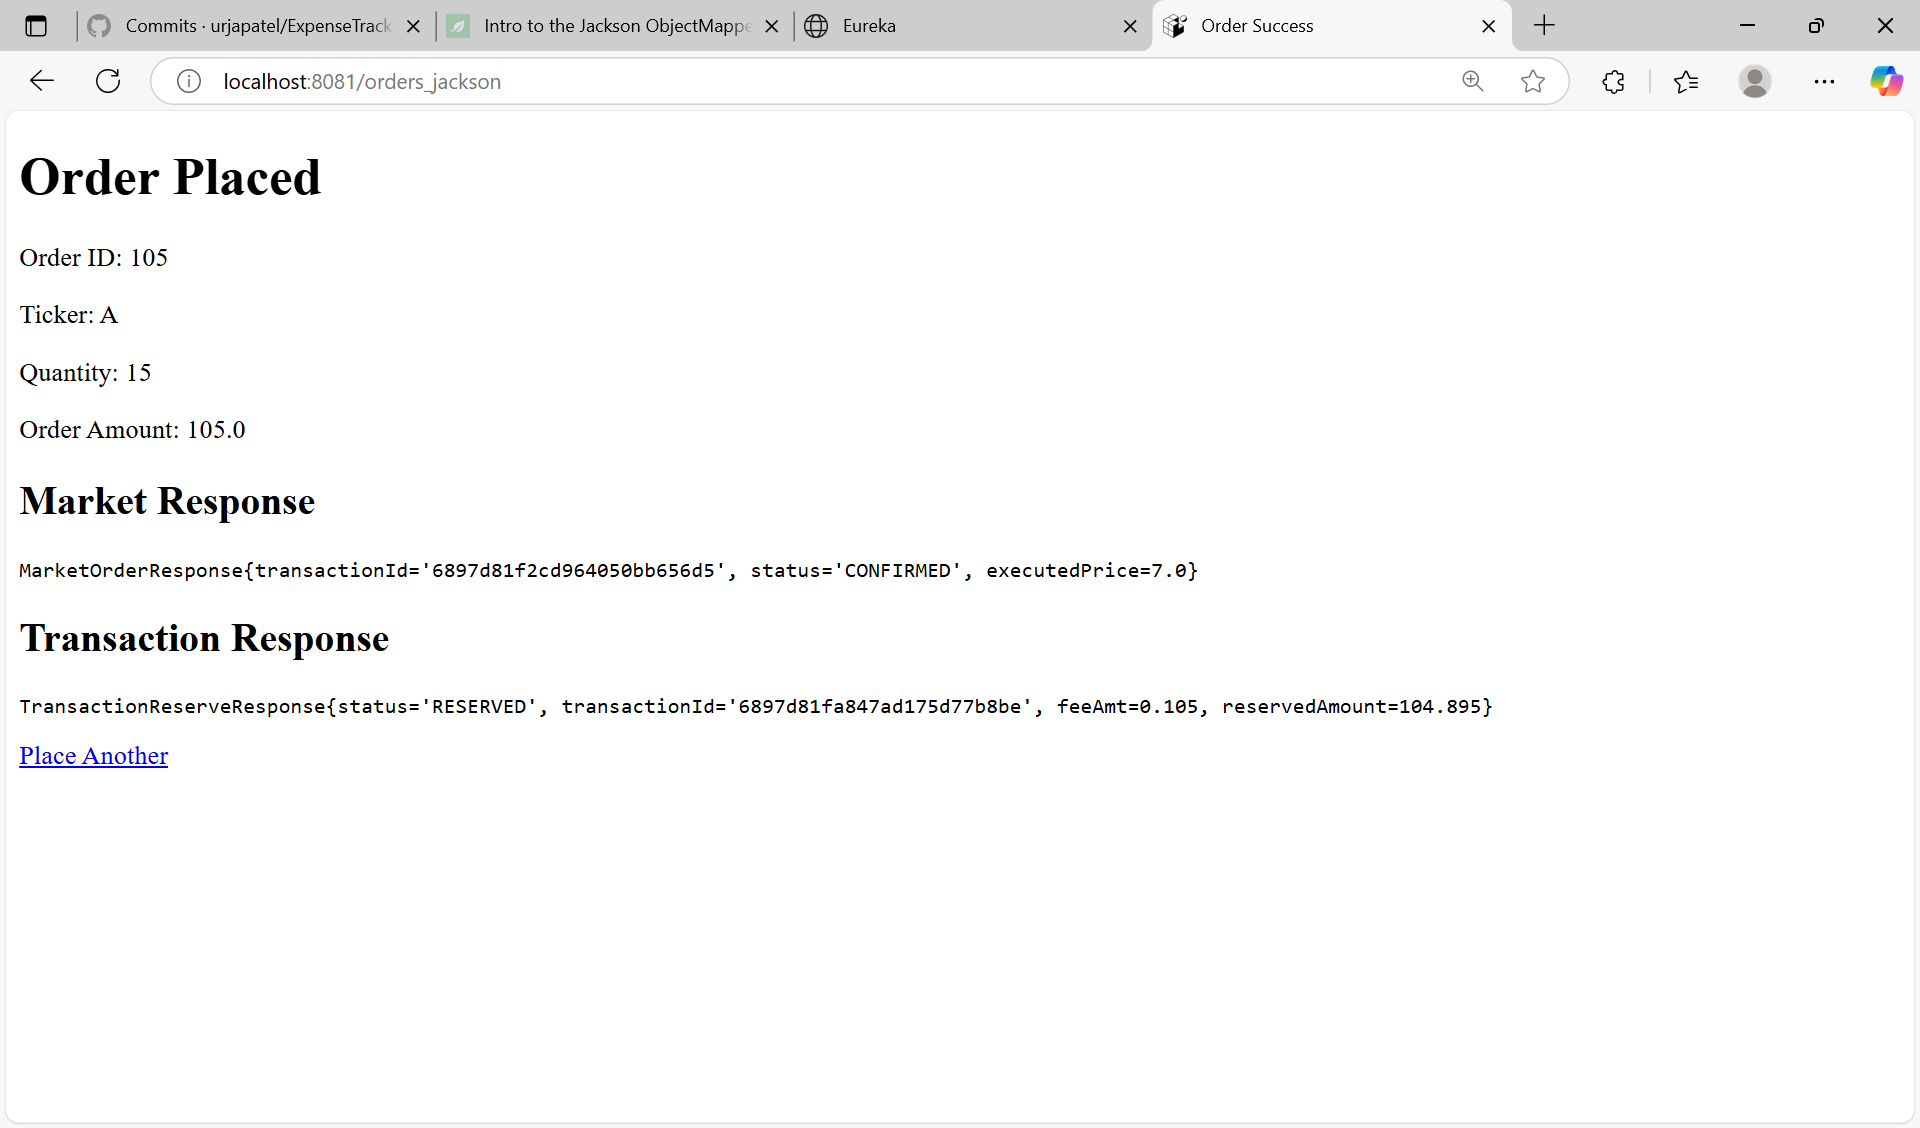 Commits · urjapatel/ExpenseTrack
Intro to the Jackson ObjectMappe
Eureka
Order Success
localhost:8081/orders_jackson
Order Placed
Order ID: 105
Ticker: A
Quantity: 15
Order Amount: 105.0
Market Response
MarketOrderResponse{transactionId='6897d81f2cd964050bb656d5', status='CONFIRMED', executedPrice=7.0}
Transaction Response
TransactionReserveResponse{status='RESERVED', transactionId='6897d81fa847ad175d77b8be', feeAmt=0.105, reservedAmount=104.895}
Place Another